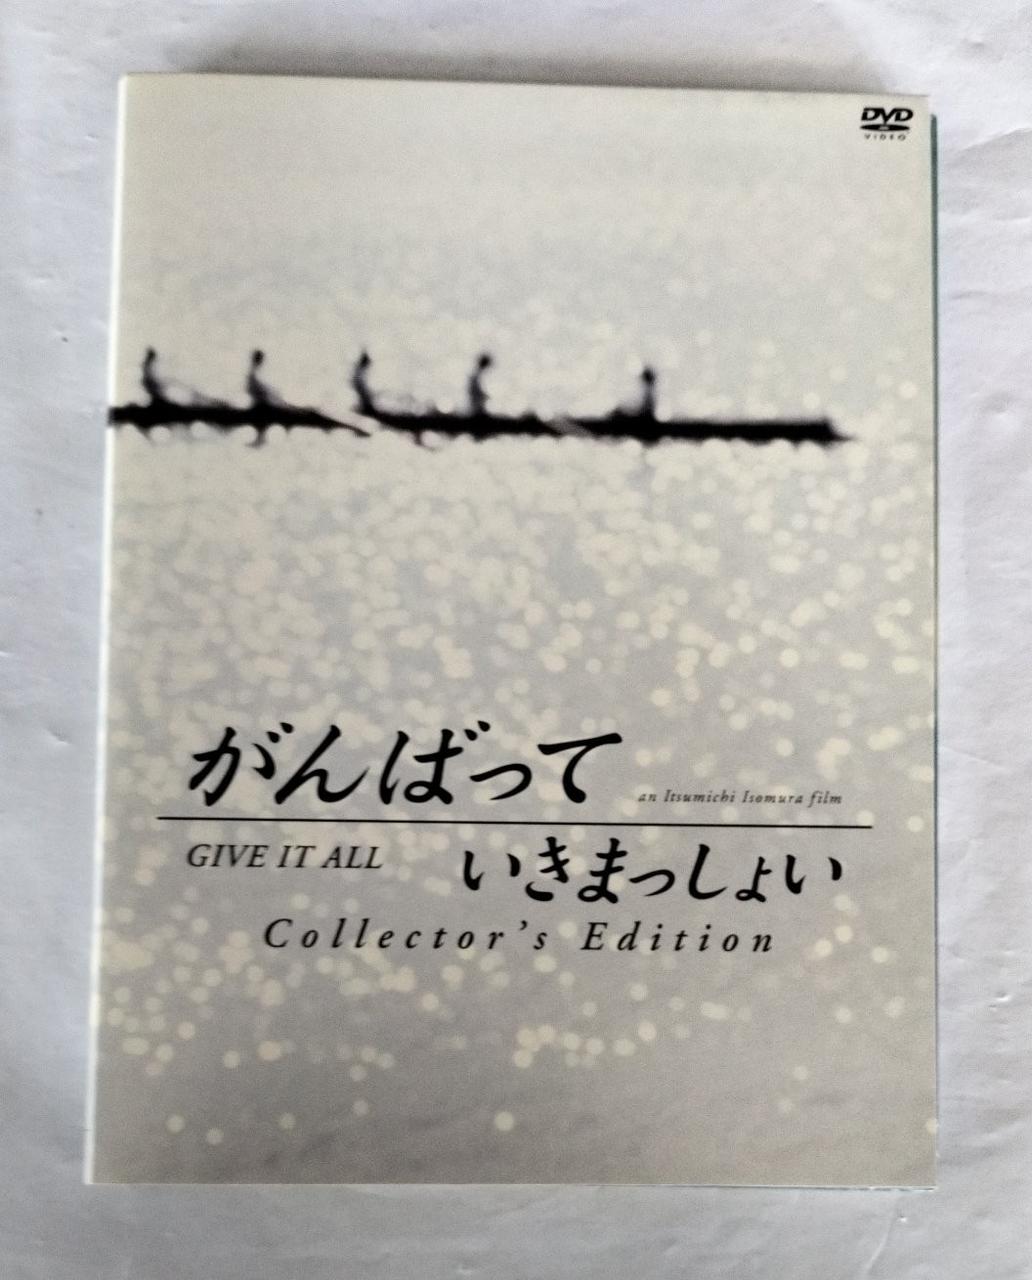 DVD
VIDEO
がんばって
an Itsumichi Isomura film
GIVE IT ALL
いきまっしょい
Collector's Edition